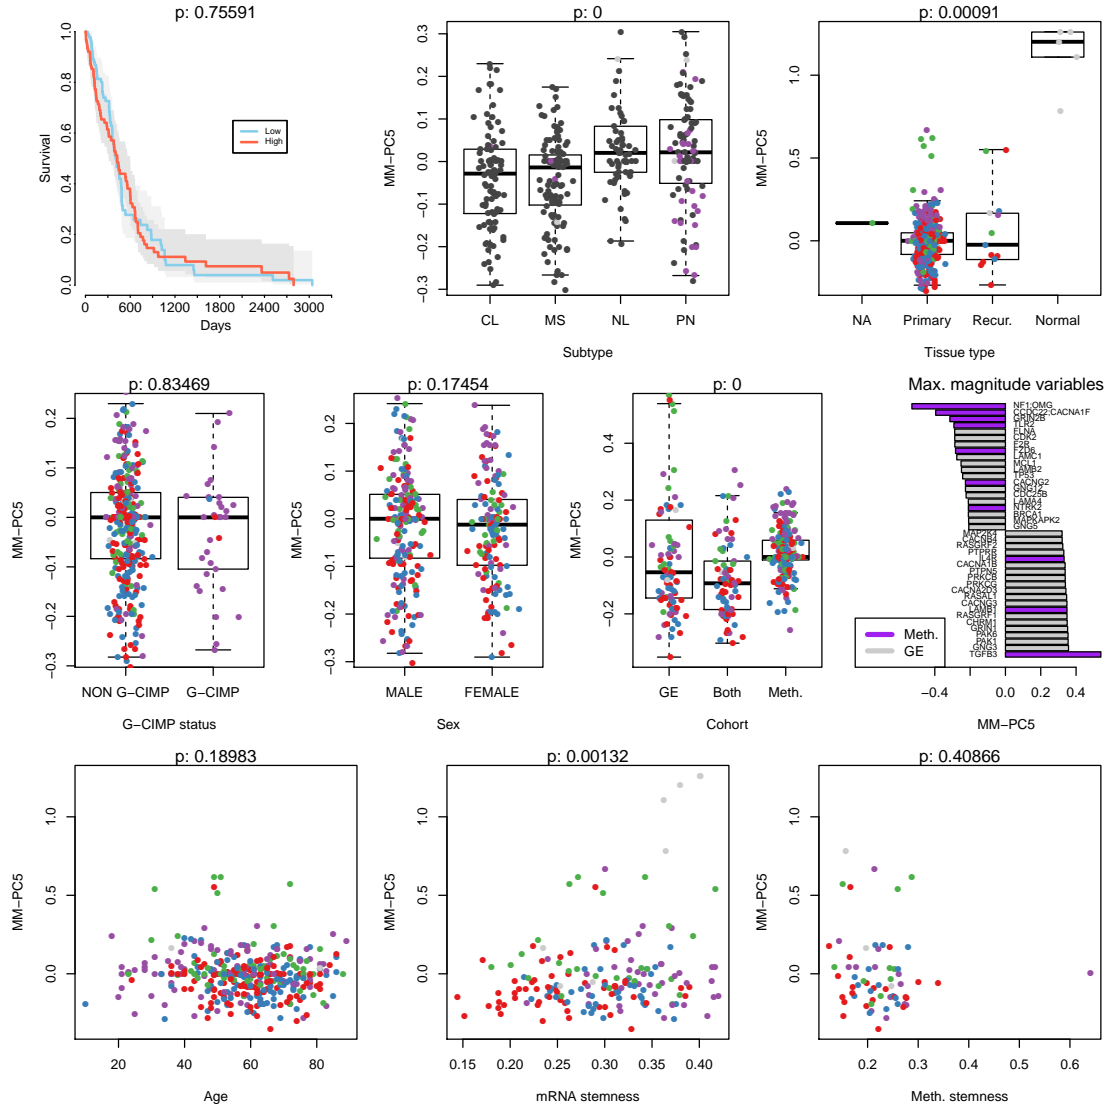 p: 0.75591
Survival
0.0 0.2 0.4 0.6 0.8 1.0
Low
High
0 600 1200 1800 2400 3000
Days
p: 0
MM−PC5
−0.3 −0.2 −0.1 0.0 0.1 0.2 0.3
CL MS NL PN
Subtype
p: 0.00091
MM−PC5
0.0 0.5 1.0
NA Primary Recur. Normal
Tissue type
p: 0.83469
MM−PC5
−0.3 −0.2 −0.1 0.0 0.1 0.2
NON G−CIMP G−CIMP
G−CIMP status
p: 0.17454
MM−PC5
−0.3 −0.2 −0.1 0.0 0.1 0.2
MALE FEMALE
Sex
p: 0
MM−PC5
−0.2 0.0 0.2 0.4
GE Both Meth.
Cohort
Max. magnitude variables
NF1;OMG
CCDC22;CACNA1F
GRIN2B
TLR2
FLNA
CDK2
F2R
FZD6
LAMC1
MCL1
LAMB2
TP53
CACNG2
GNG12
CDC25B
LAMA4
NTRK2
BRCA1
MAPKAPK2
GNG5
MAP2K4
CACNB4
RASGRF2
PTPRR
IL4R
CACNA1B
PTPN5
PRKCB
PRKCG
CACNA2D3
RASAL1
CACNG3
LAMB1
RASGRF1
CHRM1
GRIN1
PAK6
PAK1
GNG3
TGFB3
Meth.
GE
−0.4 0.0 0.2 0.4
MM−PC5
p: 0.18983
MM−PC5
0.0 0.5 1.0
20 40 60 80
Age
p: 0.00132
MM−PC5
0.0 0.5 1.0
0.15 0.20 0.25 0.30 0.35 0.40
mRNA stemness
p: 0.40866
MM−PC5
0.0 0.5 1.0
0.2 0.3 0.4 0.5 0.6
Meth. stemness